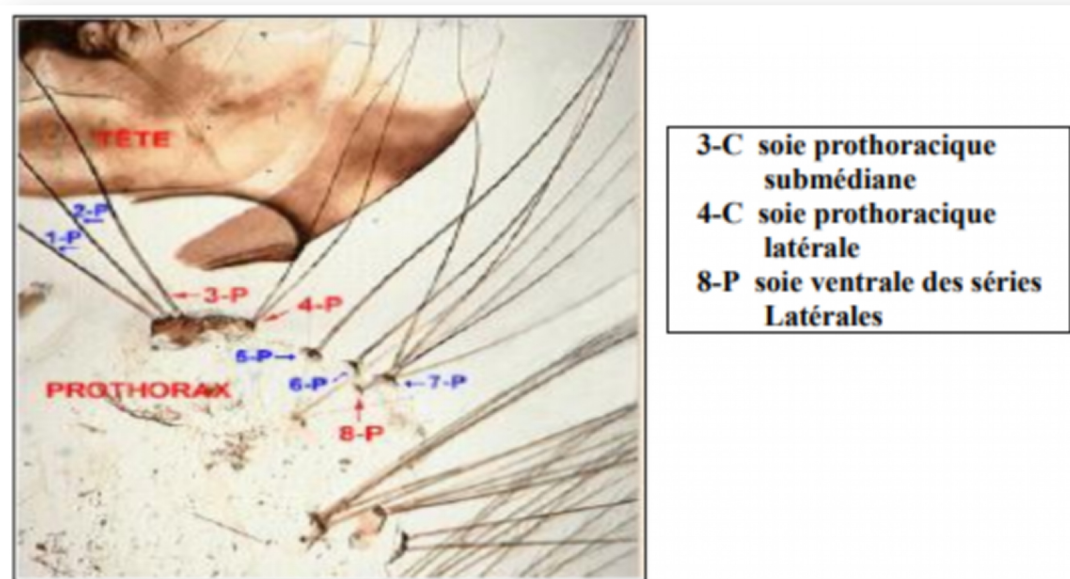 TÊTE
2-P
1-P
3-P
4-P
5-P
6-P
7-P
PROTHORAX
8-P
3-C soie prothoracique
submédiane
4-C soie prothoracique
latérale
8-P soie ventrale des séries
Latérales